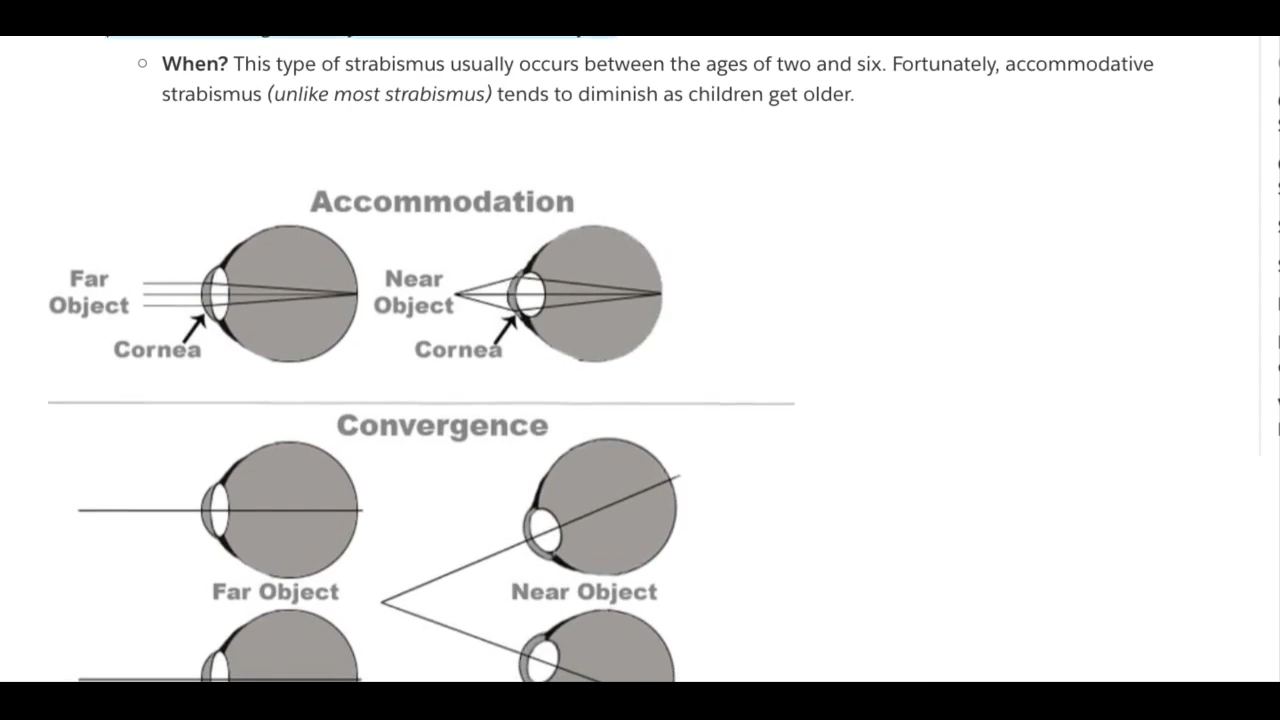 When? This type of strabismus usually occurs between the ages of two and six. Fortunately, accommodative
strabismus (unlike most strabismus) tends to diminish as children get older.
Accommodation
Far
Object
Cornea
Near
Object
Cornea
Convergence
Far Object
Near Object